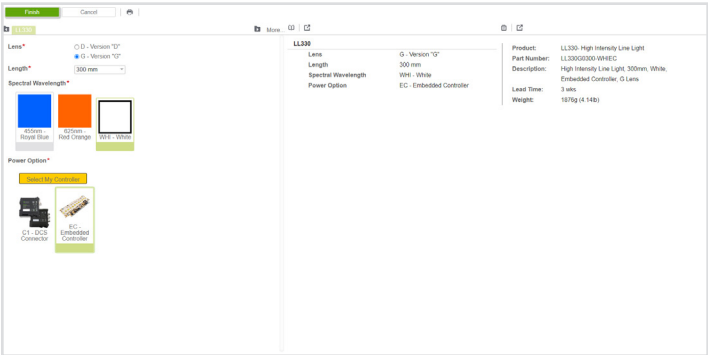 Finish
Cancel
LL330
More...
Lens*
D - Version "D"
G - Version "G"
Length*
300 mm
Spectral Wavelength*
455nm -
Royal Blue
625nm -
Red Orange
WHI - White
Power Option*
Select My Controller
C1 - DCS
Connector
EC -
Embedded
Controller
LL330
Lens G - Version "G"
Length 300 mm
Spectral Wavelength WHI - White
Power Option EC - Embedded Controller
Product: LL330- High Intensity Line Light
Part Number: LL330G0300-WHIEC
Description: High Intensity Line Light, 300mm, White,
Embedded Controller, G Lens
Lead Time: 3 wks
Weight: 1876g (4.14lb)